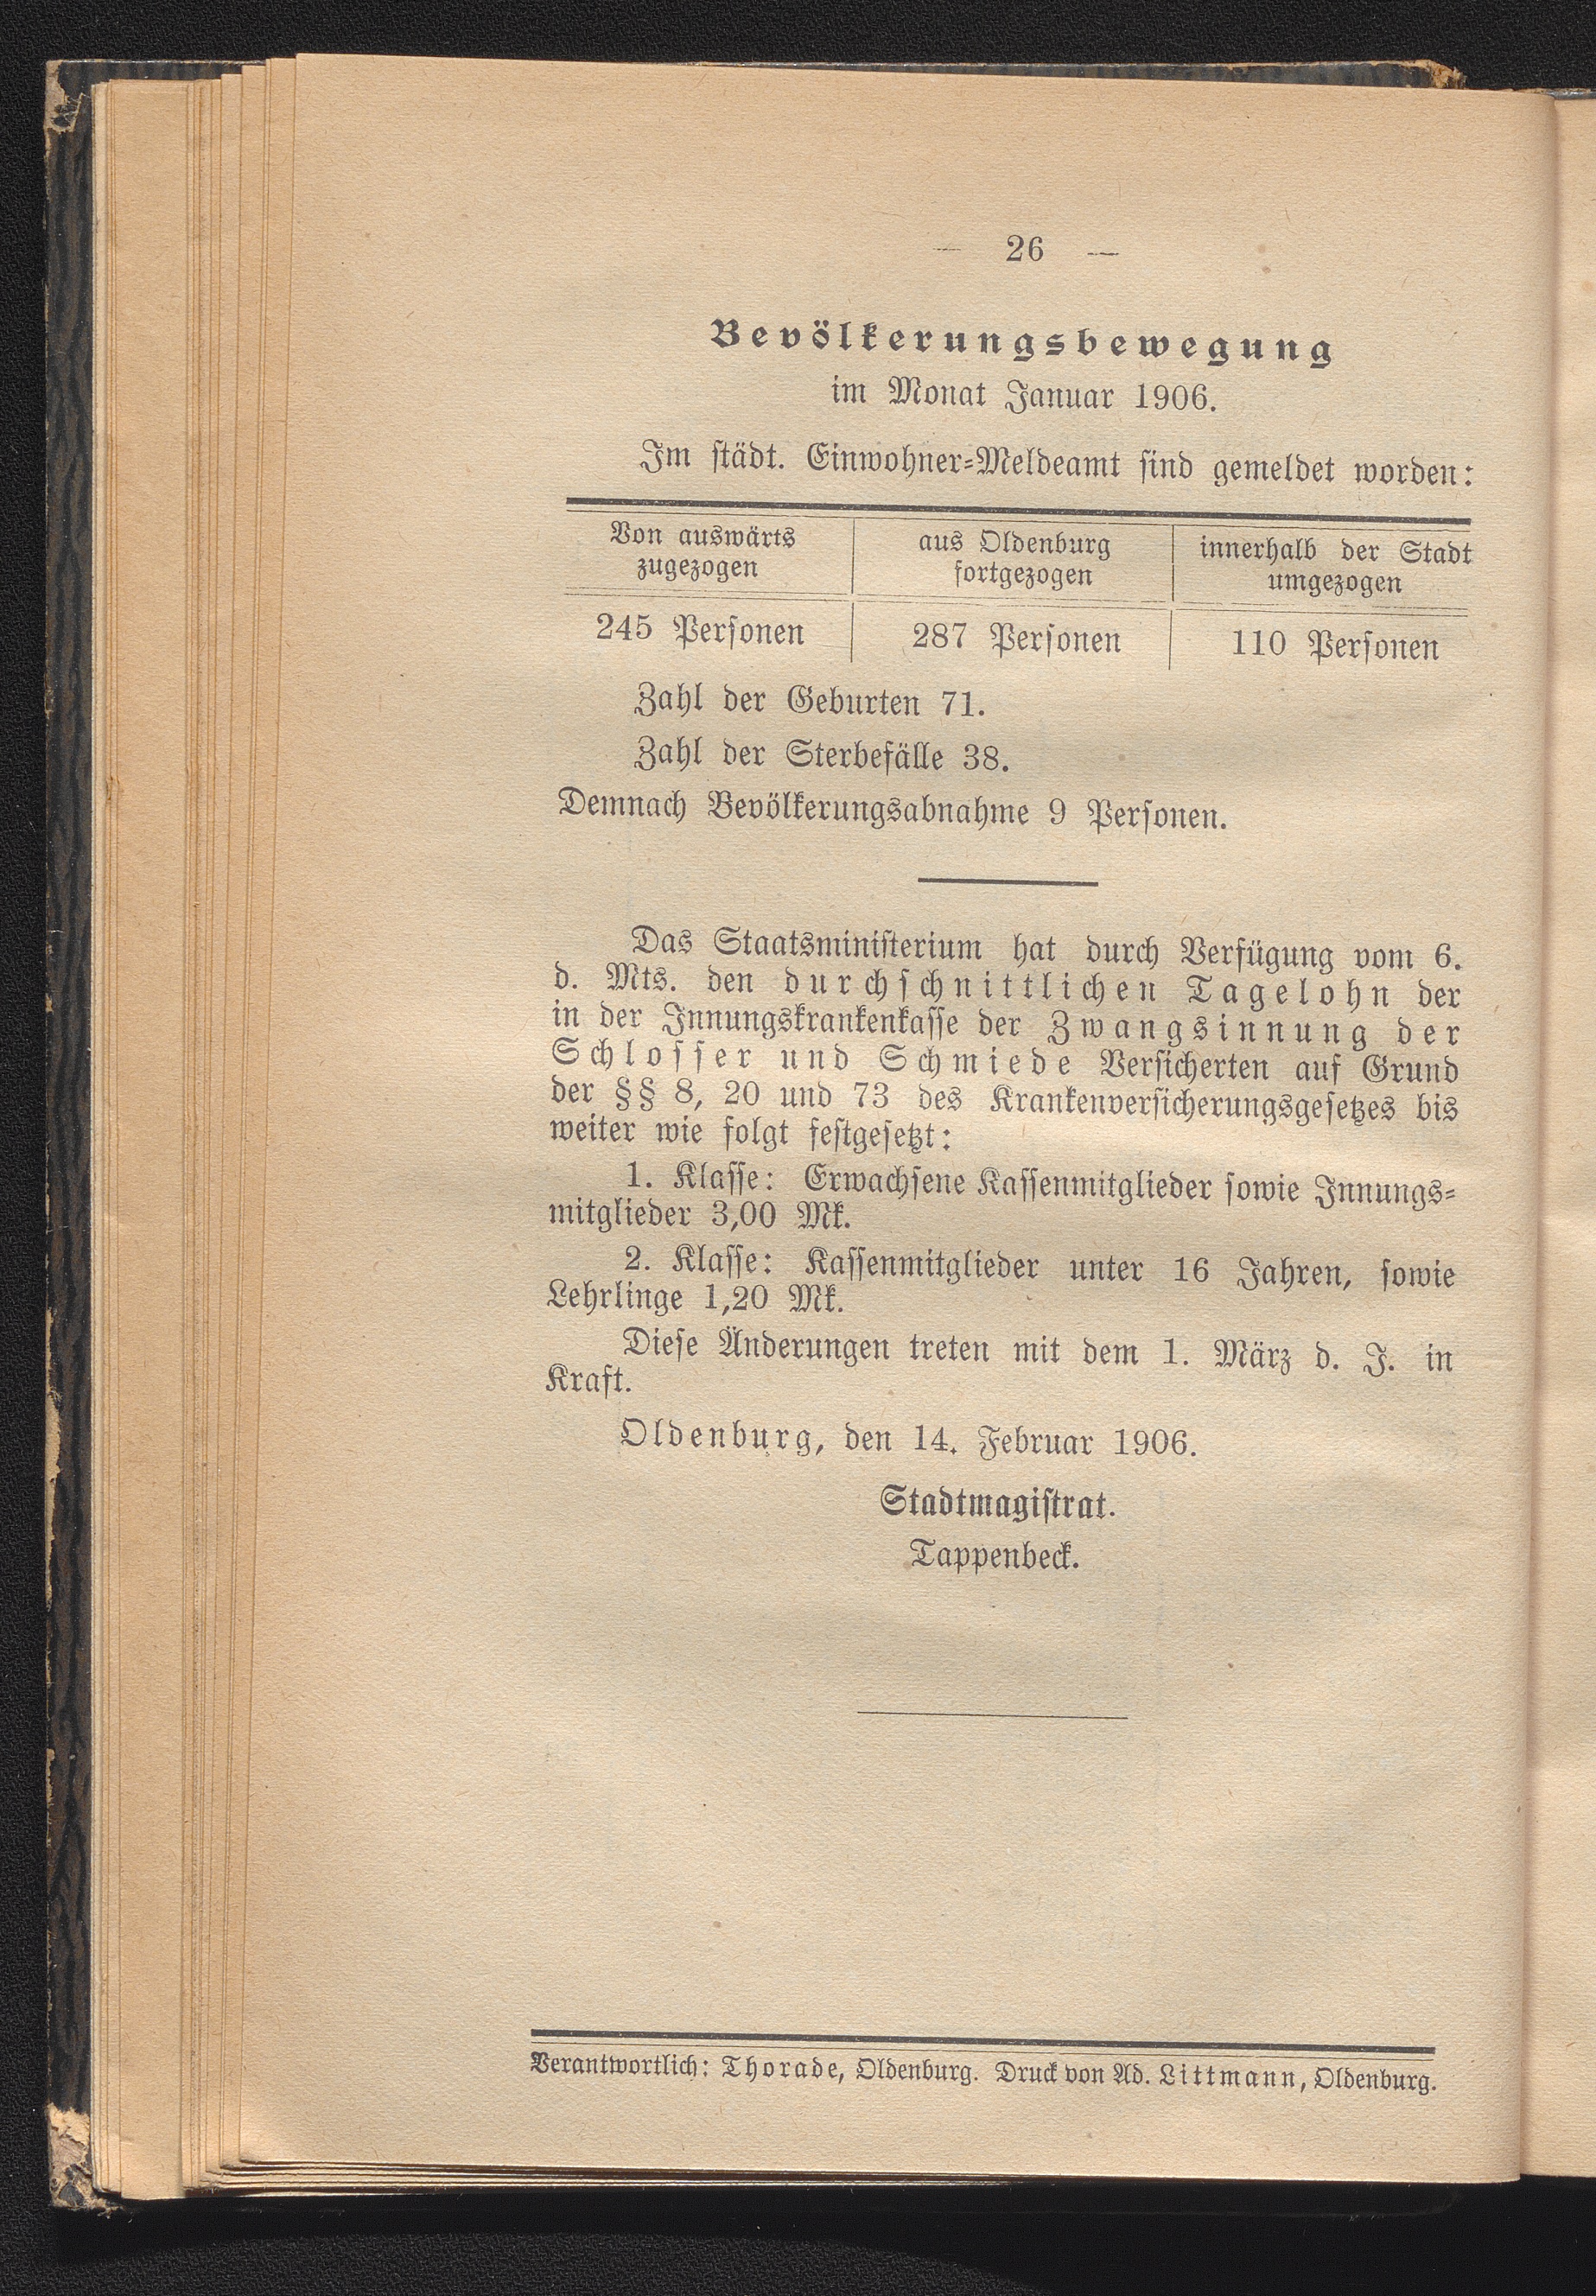 — 26 —
Bevölkerungsbewegung
im Monat Januar 1906.
Im städt. Einwohner-Meldeamt sind gemeldet worden:
Von auswärts zugezogen | aus Oldenburg fortgezogen | innerhalb der Stadt umgezogen
245 Personen | 287 Personen | 110 Personen
Zahl der Geburten 71.
Zahl der Sterbefälle 38.
Demnach Bevölkerungsabnahme 9 Personen.
Das Staatsministerium hat durch Verfügung vom 6.
d. Mts. den durchschnittlichen Tagelohn der
in der Innungskrankenkasse der Zwangsinnung der
Schlosser und Schmiede Versicherten auf Grund
der §§ 8, 20 und 73 des Krankenversicherungsgesetzes bis
weiter wie folgt festgesetzt:
1. Klasse: Erwachsene Kassenmitglieder sowie Innungs-
mitglieder 3,00 Mk.
2. Klasse: Kassenmitglieder unter 16 Jahren, sowie
Lehrlinge 1,20 Mk.
Diese Änderungen treten mit dem 1. März d. J. in
Kraft.
Oldenburg, den 14. Februar 1906.
Stadtmagistrat.
Tappenbeck.
Verantwortlich: Thorade, Oldenburg. Druck von Ad. Littmann, Oldenburg.